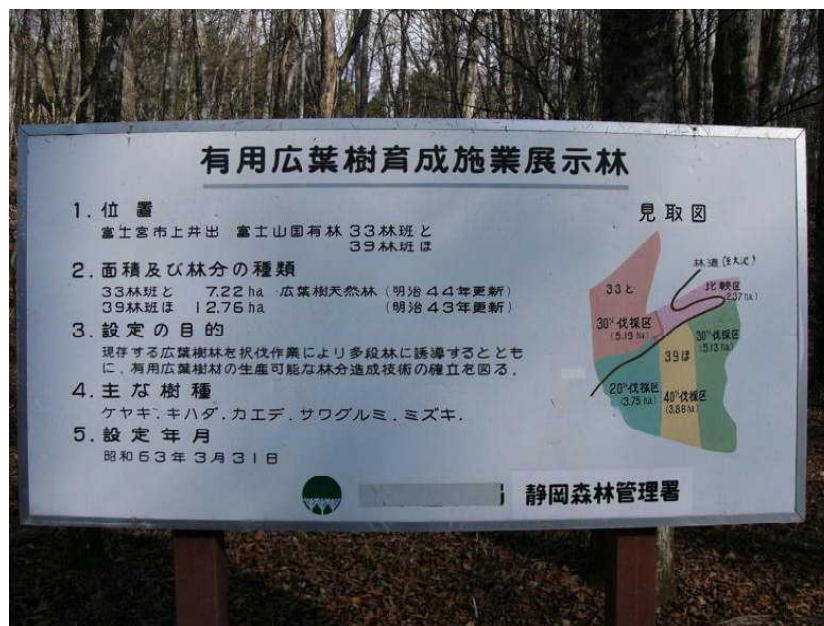 有用広葉樹育成施業展示林
1. 位置
富士宮市上井出 富士山国有林 33林班と
39林班ほ
2. 面積及び林分の種類
33林班と 7.22 ha 広葉樹天然林 (明治44年更新)
39林班ほ 12.76 ha (明治43年更新)
3. 設定の目的
現存する広葉樹林を択伐作業により多段林に誘導するととも
に、有用広葉樹材の生産可能な林分造成技術の確立を図る.
4. 主な樹種
ケヤキ. キハダ. カエデ. サワグルミ. ミズキ.
5. 設定年月
昭和63年3月31日
静岡森林管理署
見取図
林道 (至大沢)
33と
比較区
2.37 ha)
30% 伐採区
(5.19 ha)
30% 伐採区
(5.13 ha)
39ほ
20% 伐採区
(3.75 ha)
40% 伐採区
(3.88 ha)